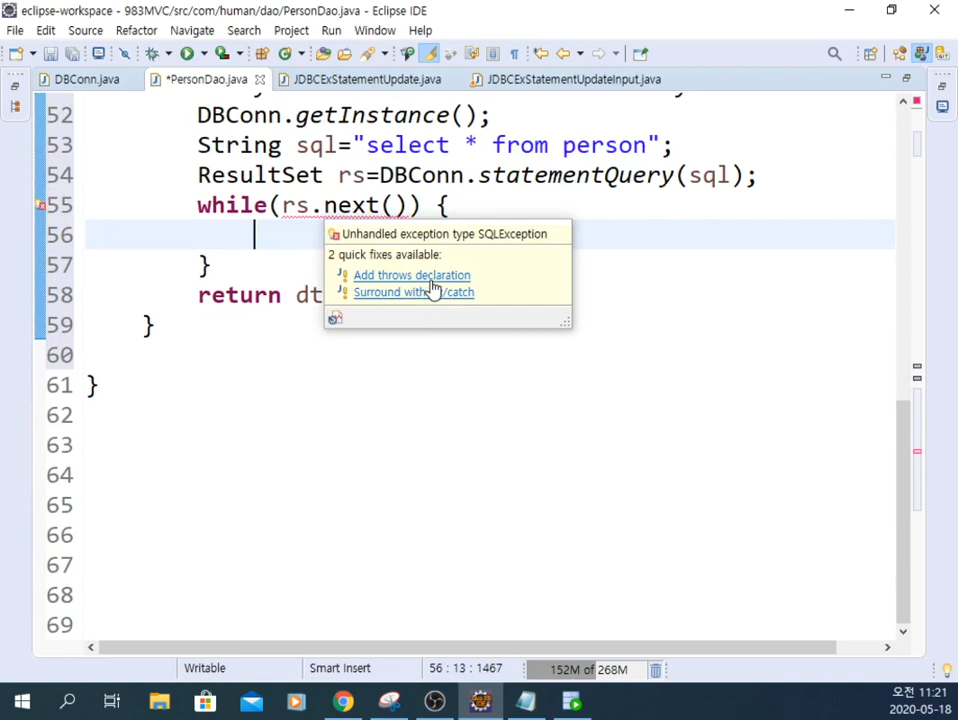 eclipse-workspace - 983MVC/src/com/human/dao/PersonDao.java - Eclipse IDE
File Edit Source Refactor Navigate Search Project Run Window Help
DBConn.java *PersonDao.java JDBCExStatementUpdate.java JDBCExStatementUpdateInput.java
52 DBConn.getInstance();
53 String sql="select * from person";
54 ResultSet rs=DBConn.statementQuery(sql);
55 while(rs.next()) {
56
Unhandled exception type SQLException
2 quick fixes available:
57 }
Add throws declaration
Surround with /catch
58 return dt
59 }
60
61 }
62
63
64
65
66
67
68
69
Writable Smart Insert 56 : 13 : 1467 152M of 268M
오전 11:21
2020-05-18